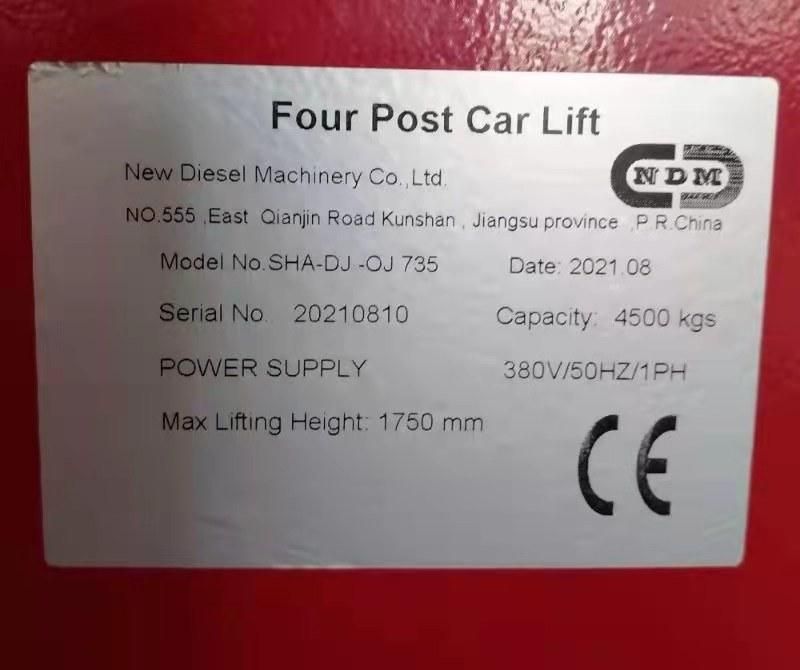 Four Post Car Lift
New Diesel Machinery Co.,Ltd.
NDM
NO.555 ,East Qianjin Road Kunshan , Jiangsu province ,P.R.China
Model No.SHA-DJ -OJ 735 Date: 2021.08
Serial No. 20210810 Capacity: 4500 kgs
POWER SUPPLY 380V/50HZ/1PH
Max Lifting Height: 1750 mm
CE